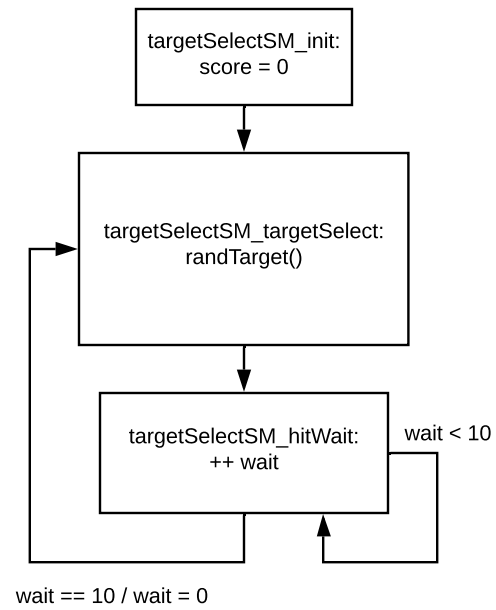 targetSelectSM_init:
score = 0
targetSelectSM_targetSelect:
randTarget()
targetSelectSM_hitWait:
++ wait
wait < 10
wait == 10 / wait = 0